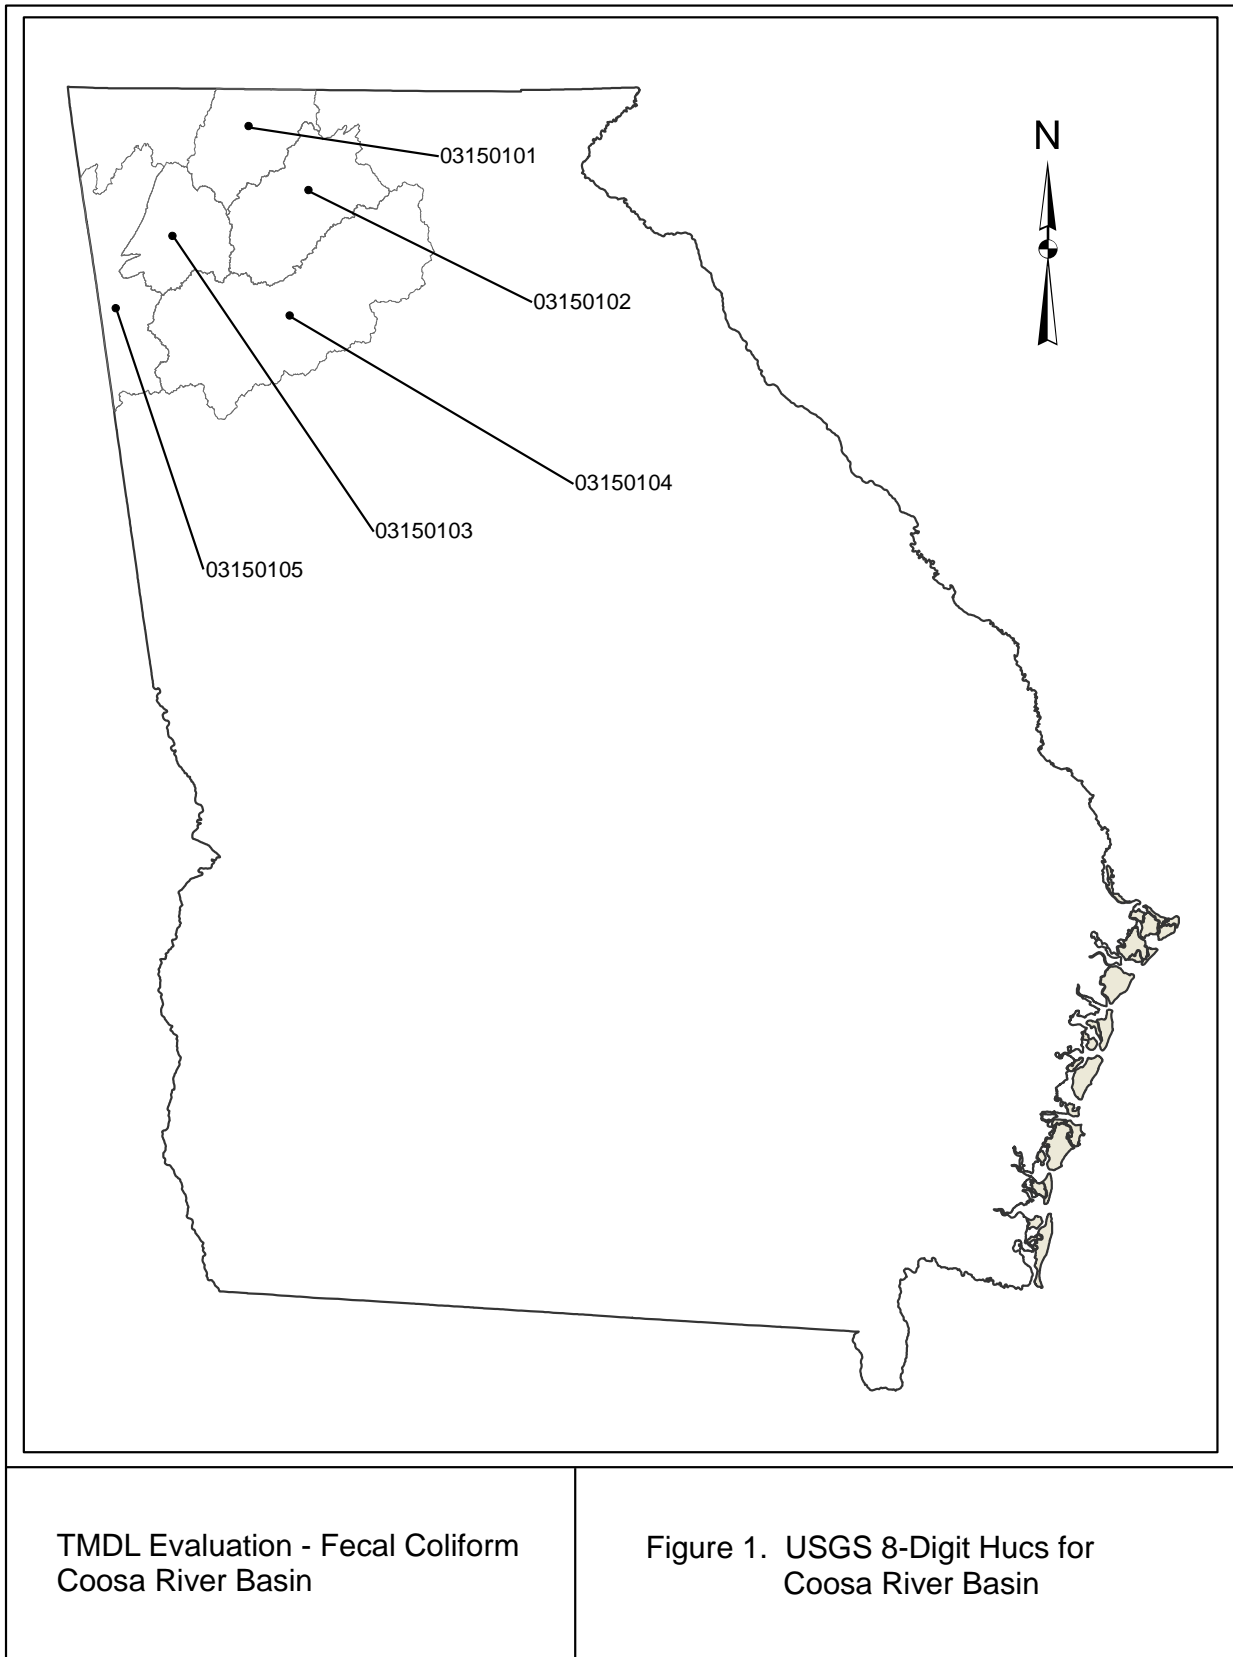 N
03150101
03150102
03150104
03150103
03150105
TMDL Evaluation - Fecal Coliform
Coosa River Basin
Figure 1. USGS 8-Digit Hucs for
Coosa River Basin